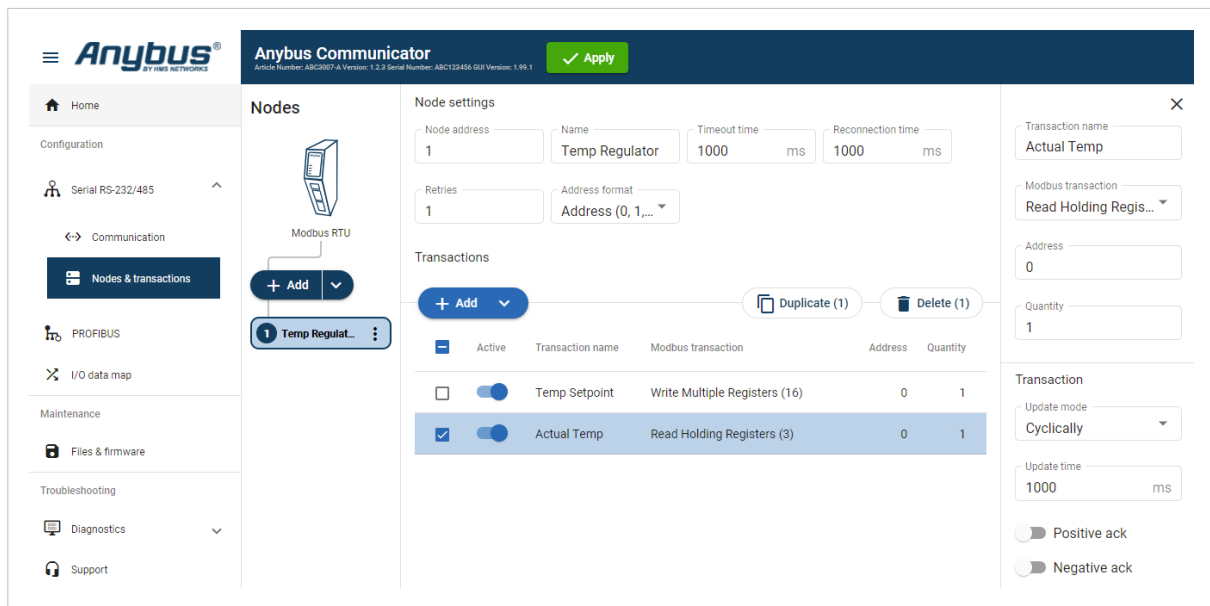 Anybus®
BY HMS NETWORKS
Anybus Communicator
Article Number: ABC3007-A Version: 1.2.3 Serial Number: ABC123456 GUI Version: 1.99.1
Apply
Home
Configuration
Serial RS-232/485
Communication
Nodes & transactions
PROFIBUS
I/O data map
Maintenance
Files & firmware
Troubleshooting
Diagnostics
Support
Nodes
Modbus RTU
+ Add
1 Temp Regulat...
Node settings
Node address
1
Name
Temp Regulator
Timeout time
1000 ms
Reconnection time
1000 ms
Retries
1
Address format
Address (0, 1,...
Transactions
+ Add
Duplicate (1)
Delete (1)
Active Transaction name Modbus transaction Address Quantity
Temp Setpoint Write Multiple Registers (16) 0 1
Actual Temp Read Holding Registers (3) 0 1
Transaction name
Actual Temp
Modbus transaction
Read Holding Regis...
Address
0
Quantity
1
Transaction
Update mode
Cyclically
Update time
1000 ms
Positive ack
Negative ack